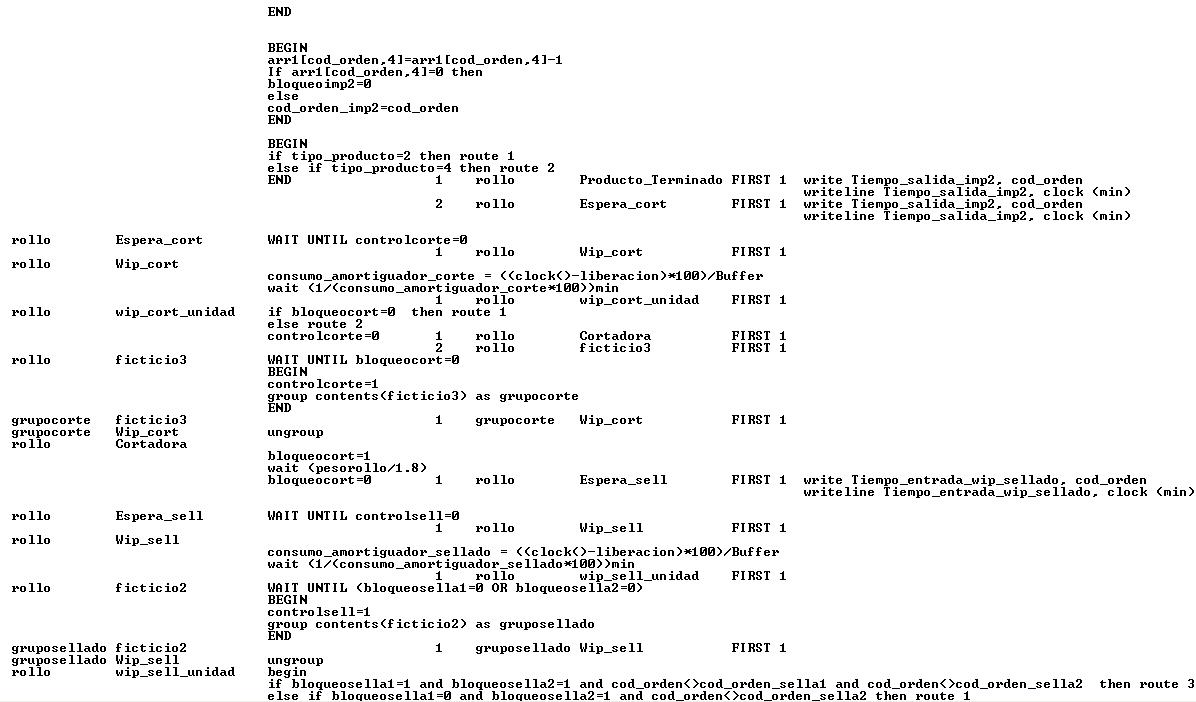 END
BEGIN
arr1[cod_orden,4]=arr1[cod_orden,4]-1
If arr1[cod_orden,4]=0 then
bloqueoimp2=0
else
cod_orden_imp2=cod_orden
END
BEGIN
if tipo_producto=2 then route 1
else if tipo_producto=4 then route 2
END 1 rollo Producto_Terminado FIRST 1 write Tiempo_salida_imp2, cod_orden
writeline Tiempo_salida_imp2, clock (min)
2 rollo Espera_cort FIRST 1 write Tiempo_salida_imp2, cod_orden
writeline Tiempo_salida_imp2, clock (min)
rollo Espera_cort WAIT UNTIL controlcorte=0
1 rollo Wip_cort FIRST 1
rollo Wip_cort
consumo_amortiguador_corte = ((clock()-liberacion)*100)/Buffer
wait (1/(consumo_amortiguador_corte*100))min
1 rollo wip_cort_unidad FIRST 1
rollo wip_cort_unidad if bloqueocort=0 then route 1
else route 2
controlcorte=0 1 rollo Cortadora FIRST 1
2 rollo ficticio3 FIRST 1
rollo ficticio3 WAIT UNTIL bloqueocort=0
BEGIN
controlcorte=1
group contents(ficticio3) as grupocorte
END
grupocorte ficticio3 1 grupocorte Wip_cort FIRST 1
grupocorte Wip_cort ungroup
rollo Cortadora
bloqueocort=1
wait (pesorollo/1.8)
bloqueocort=0 1 rollo Espera_sell FIRST 1 write Tiempo_entrada_wip_sellado, cod_orden
writeline Tiempo_entrada_wip_sellado, clock (min)
rollo Espera_sell WAIT UNTIL controlsell=0
1 rollo Wip_sell FIRST 1
rollo Wip_sell
consumo_amortiguador_sellado = ((clock()-liberacion)*100)/Buffer
wait (1/(consumo_amortiguador_sellado*100))min
1 rollo wip_sell_unidad FIRST 1
rollo ficticio2 WAIT UNTIL (bloqueosella1=0 OR bloqueosella2=0)
BEGIN
controlsell=1
group contents(ficticio2) as gruposellado
END
gruposellado ficticio2 1 gruposellado Wip_sell FIRST 1
gruposellado Wip_sell ungroup
rollo wip_sell_unidad begin
if bloqueosella1=1 and bloqueosella2=1 and cod_orden<>cod_orden_sella1 and cod_orden<>cod_orden_sella2 then route 3
else if bloqueosella1=0 and bloqueosella2=1 and cod_orden<>cod_orden_sella2 then route 1